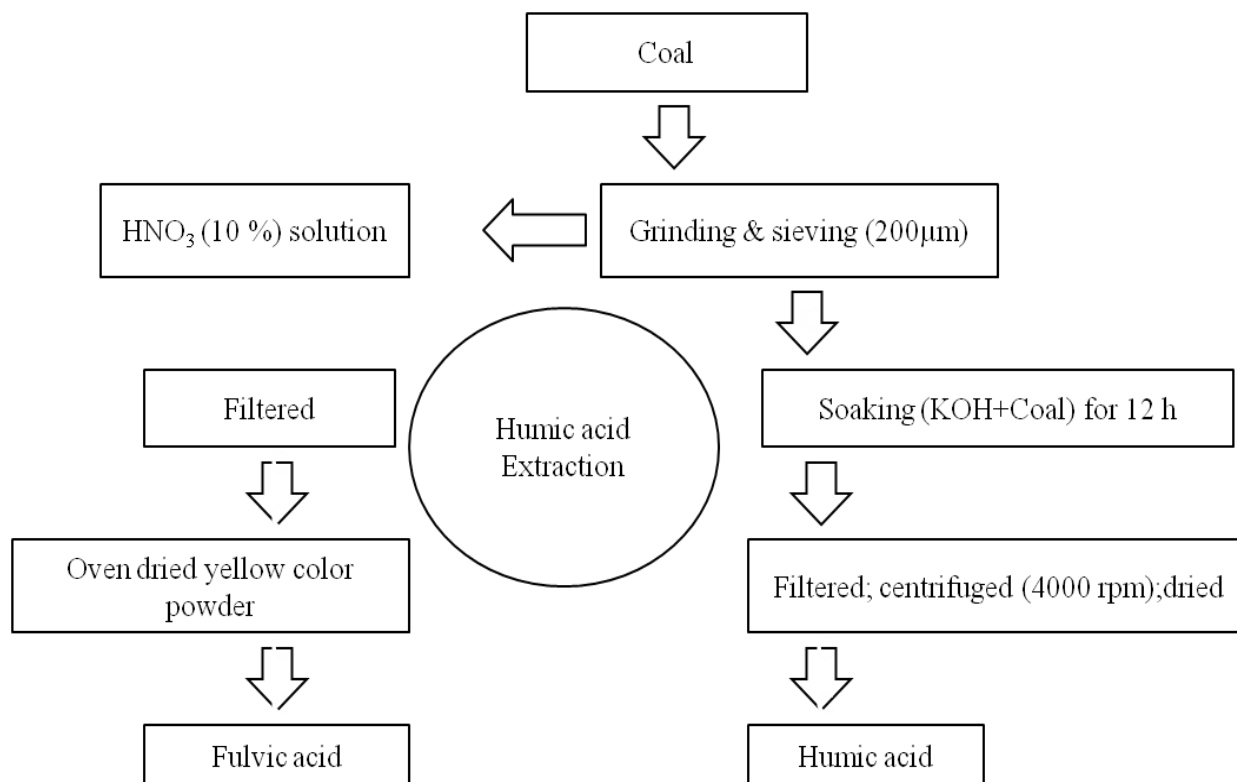 Coal
HNO₃ (10 %) solution
Grinding & sieving (200µm)
Filtered
Humic acid
Extraction
Soaking (KOH+Coal) for 12 h
Oven dried yellow color
powder
Filtered; centrifuged (4000 rpm);dried
Fulvic acid
Humic acid